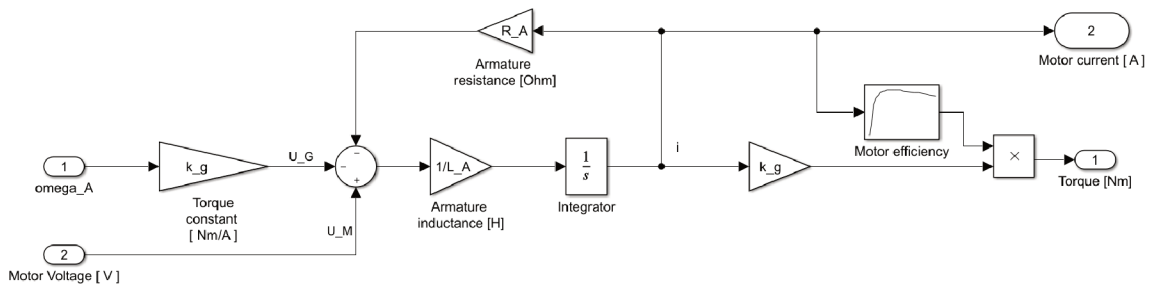 R_A
2
Armature
resistance [Ohm]
Motor current [ A ]
1
omega_A
k_g
Torque
constant
[ Nm/A ]
U_G
−
−
+
U_M
2
Motor Voltage [ V ]
1/L_A
Armature
inductance [H]
1
s
Integrator
i
k_g
Motor efficiency
×
1
Torque [Nm]